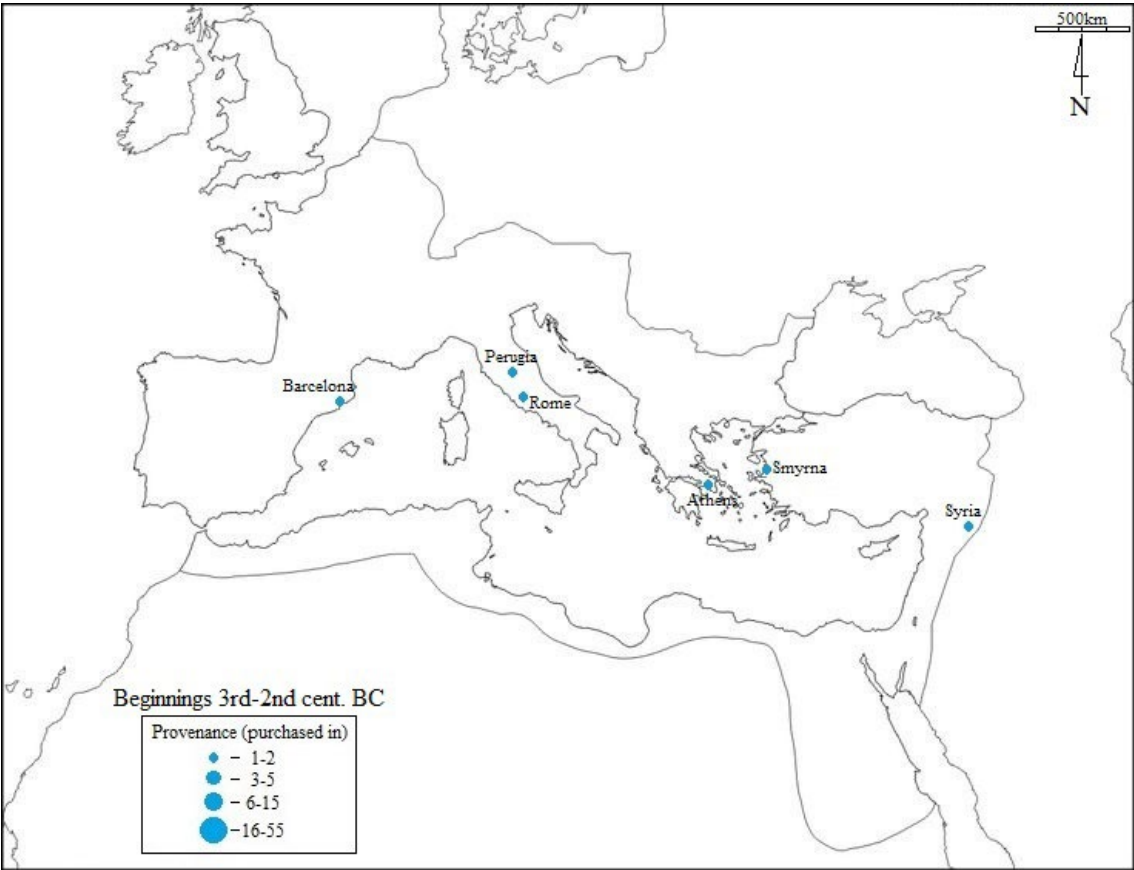 500km
N
Perugia
Barcelona
Rome
Smyrna
Athens
Syria
Beginnings 3rd-2nd cent. BC
Provenance (purchased in)
- 1-2
- 3-5
- 6-15
-16-55